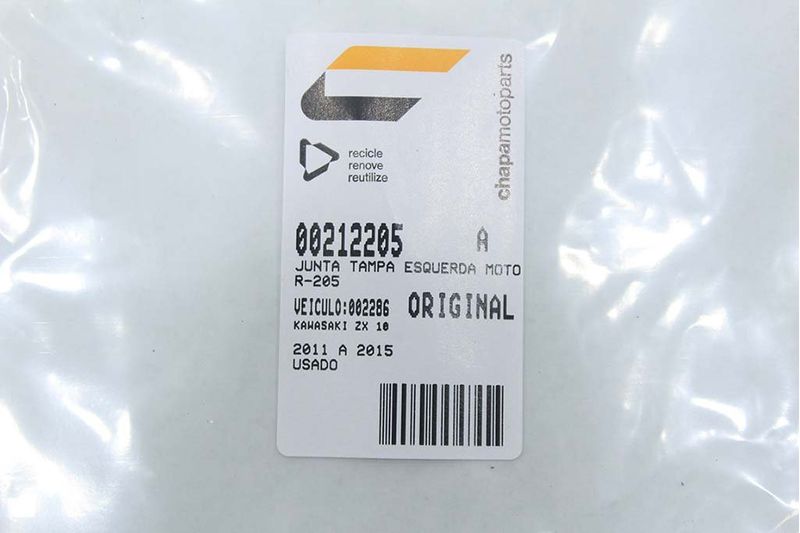 recicle
renove
reutilize
chapamotoparts
00212205 A
JUNTA TAMPA ESQUERDA MOTO
R-205
VEICULO:002286 ORIGINAL
KAWASAKI ZX 10
2011 A 2015
USADO